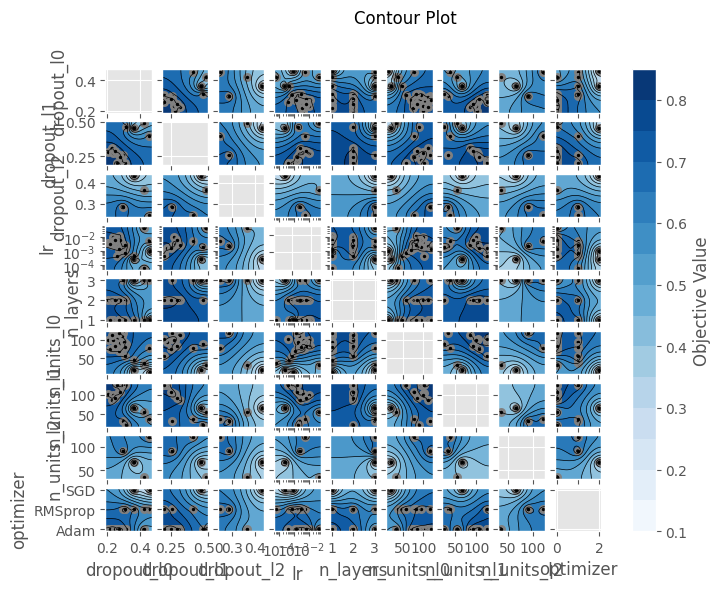 Contour Plot
dropout_l0
0.4
0.2
dropout_l1
0.50
0.25
dropout_l2
0.4
0.3
lr
10⁻²
10⁻³
10⁻⁴
n_layers
3
2
1
n_units_l0
100
50
n_units_l1
100
50
n_units_l2
100
50
optimizer
SGD
RMSprop
Adam
0.2 0.4 0.25 0.50 0.3 0.4 1 2 3 50 100 50 100 50 100 0 2
dropout_l0 dropout_l1 dropout_l2 lr n_layers n_units_l0 n_units_l1 n_units_l2 optimizer
0.8
0.7
0.6
0.5
0.4
0.3
0.2
0.1
Objective Value